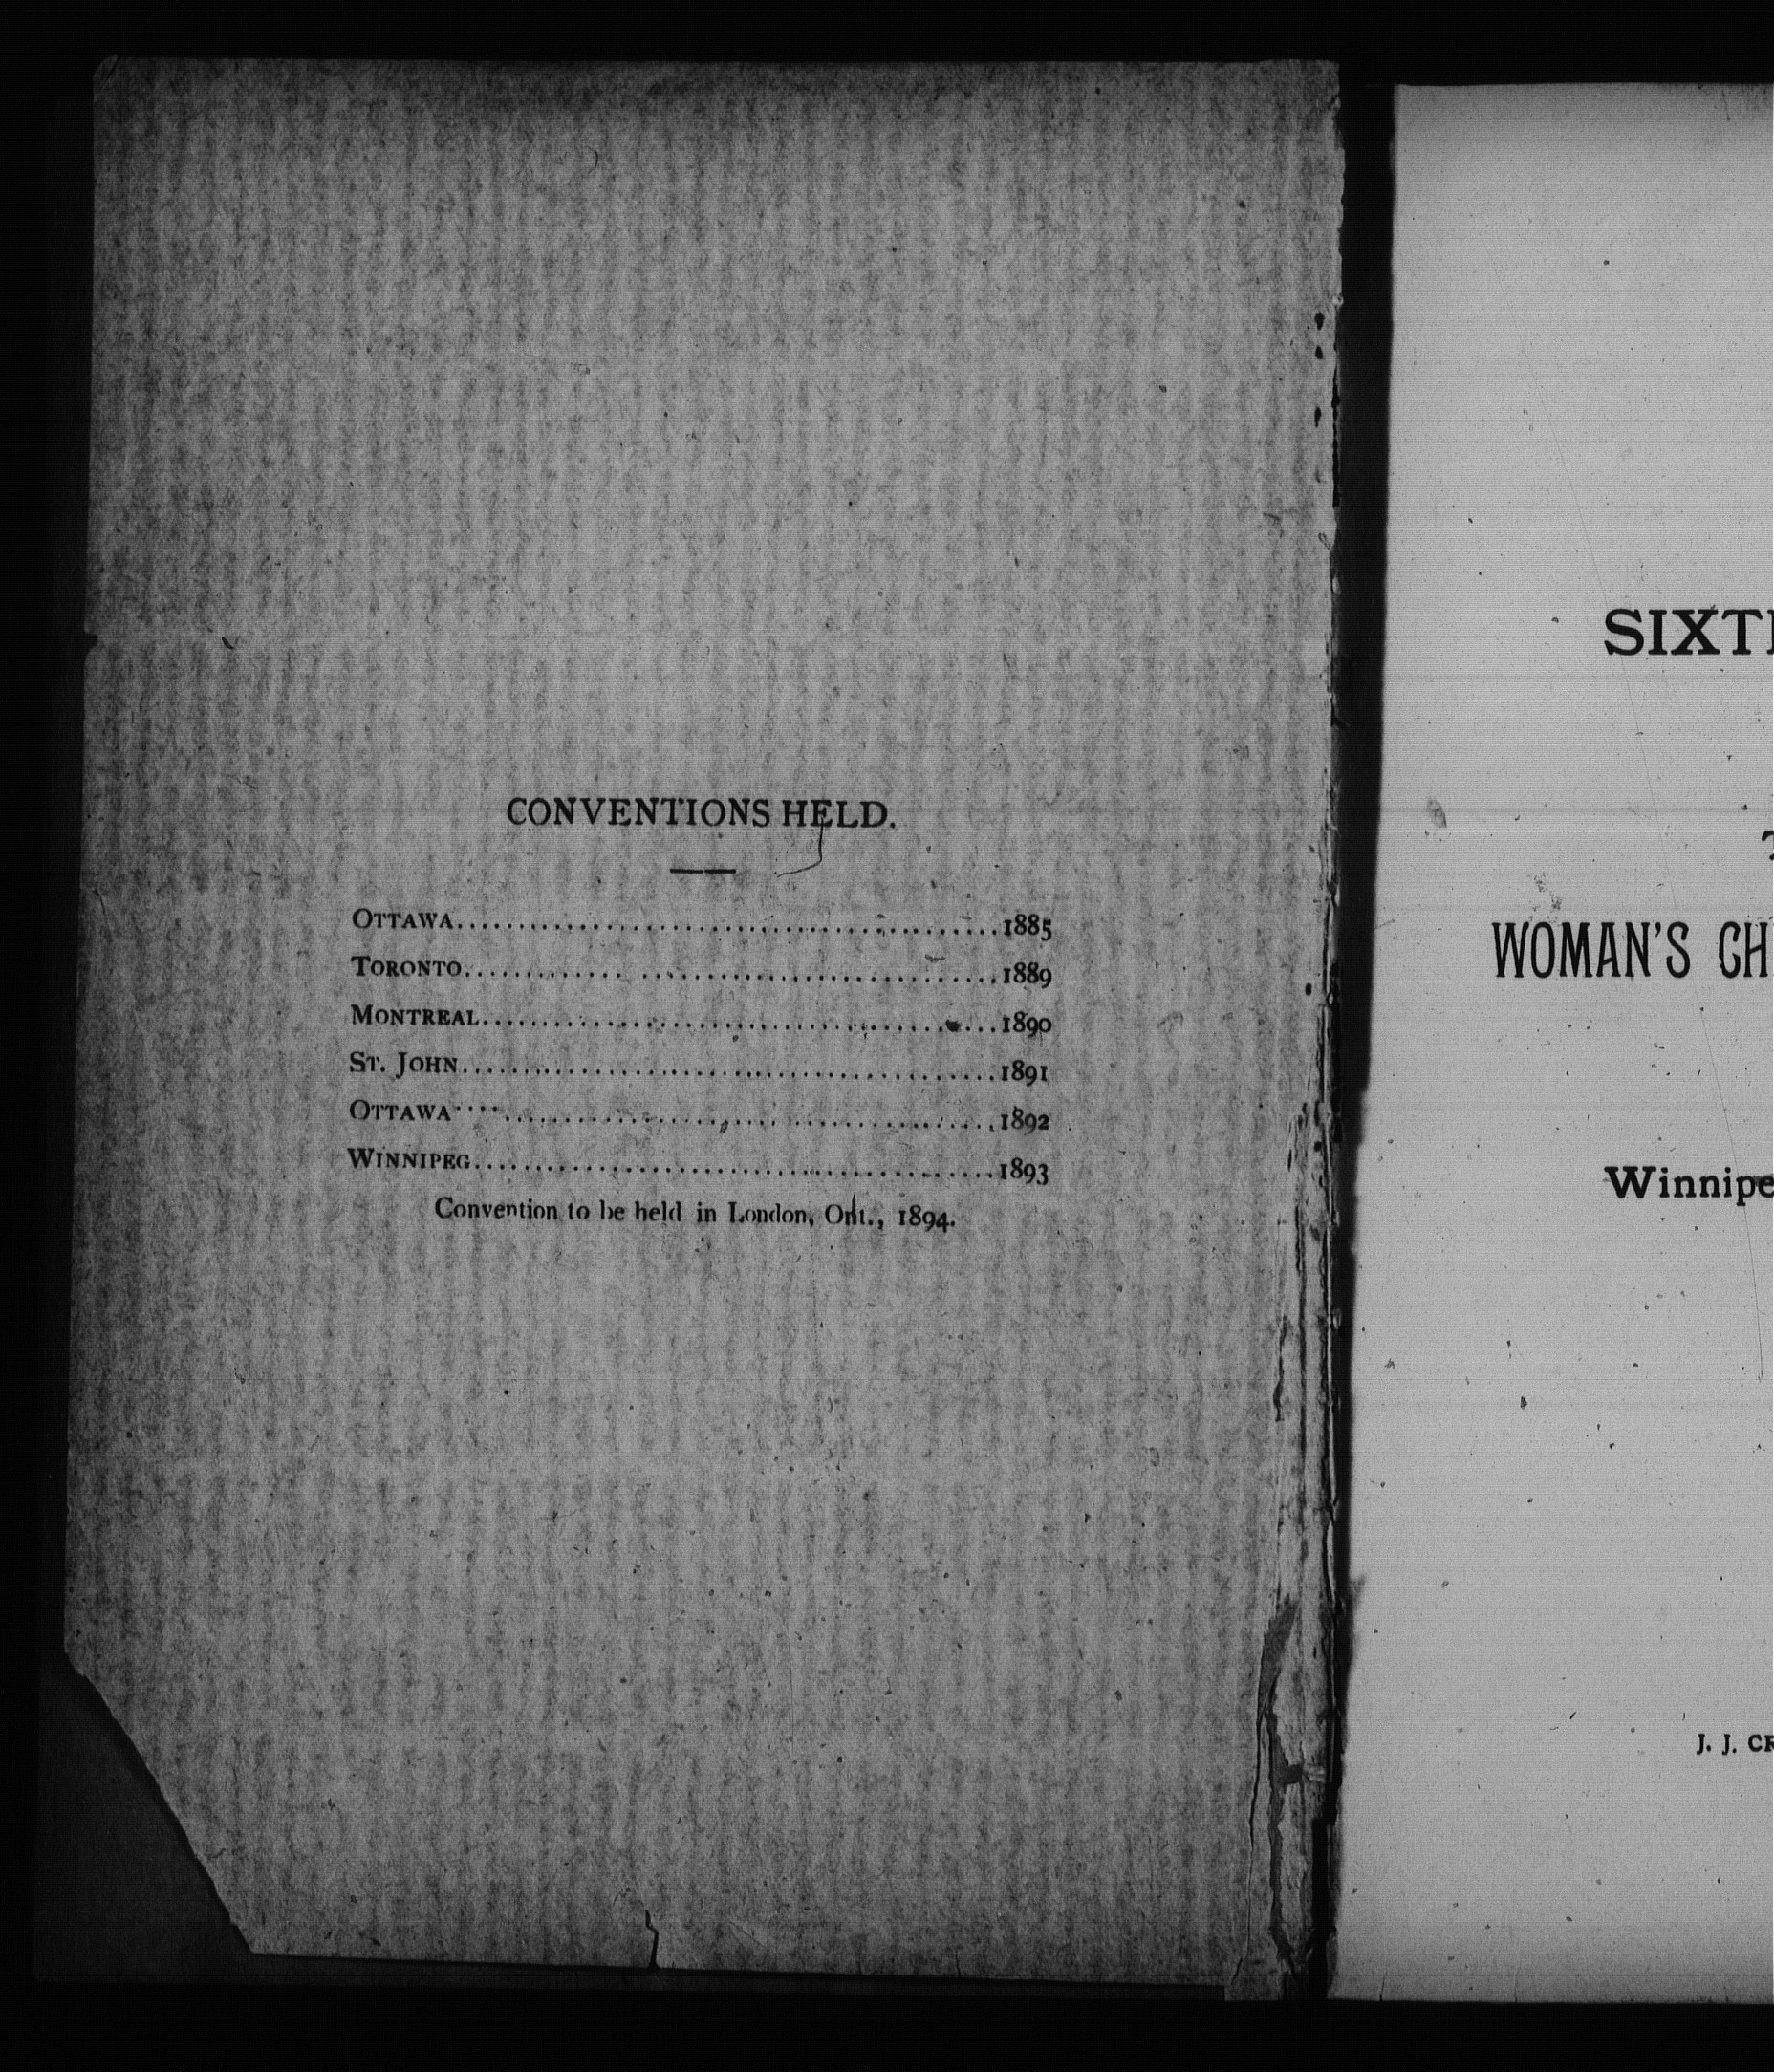 CONVENTIONS HELD.
OTTAWA..........................................1885
TORONTO..........................................1889
MONTREAL..........................................1890
ST. JOHN..........................................1891
OTTAWA..........................................1892
WINNIPEG..........................................1893
Convention to be held in London, Ont., 1894.
SIXT
WOMAN'S CH
Winnipe
J. J. CR